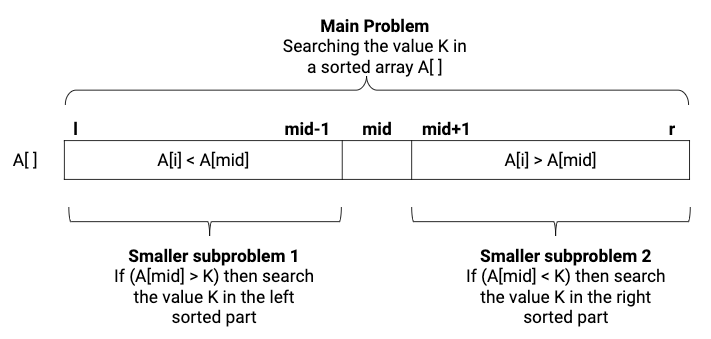 Main Problem
Searching the value K in
a sorted array A[ ]
l mid-1 mid mid+1 r
A[ ] A[i] < A[mid] A[i] > A[mid]
Smaller subproblem 1
If (A[mid] > K) then search
the value K in the left
sorted part
Smaller subproblem 2
If (A[mid] < K) then search
the value K in the right
sorted part